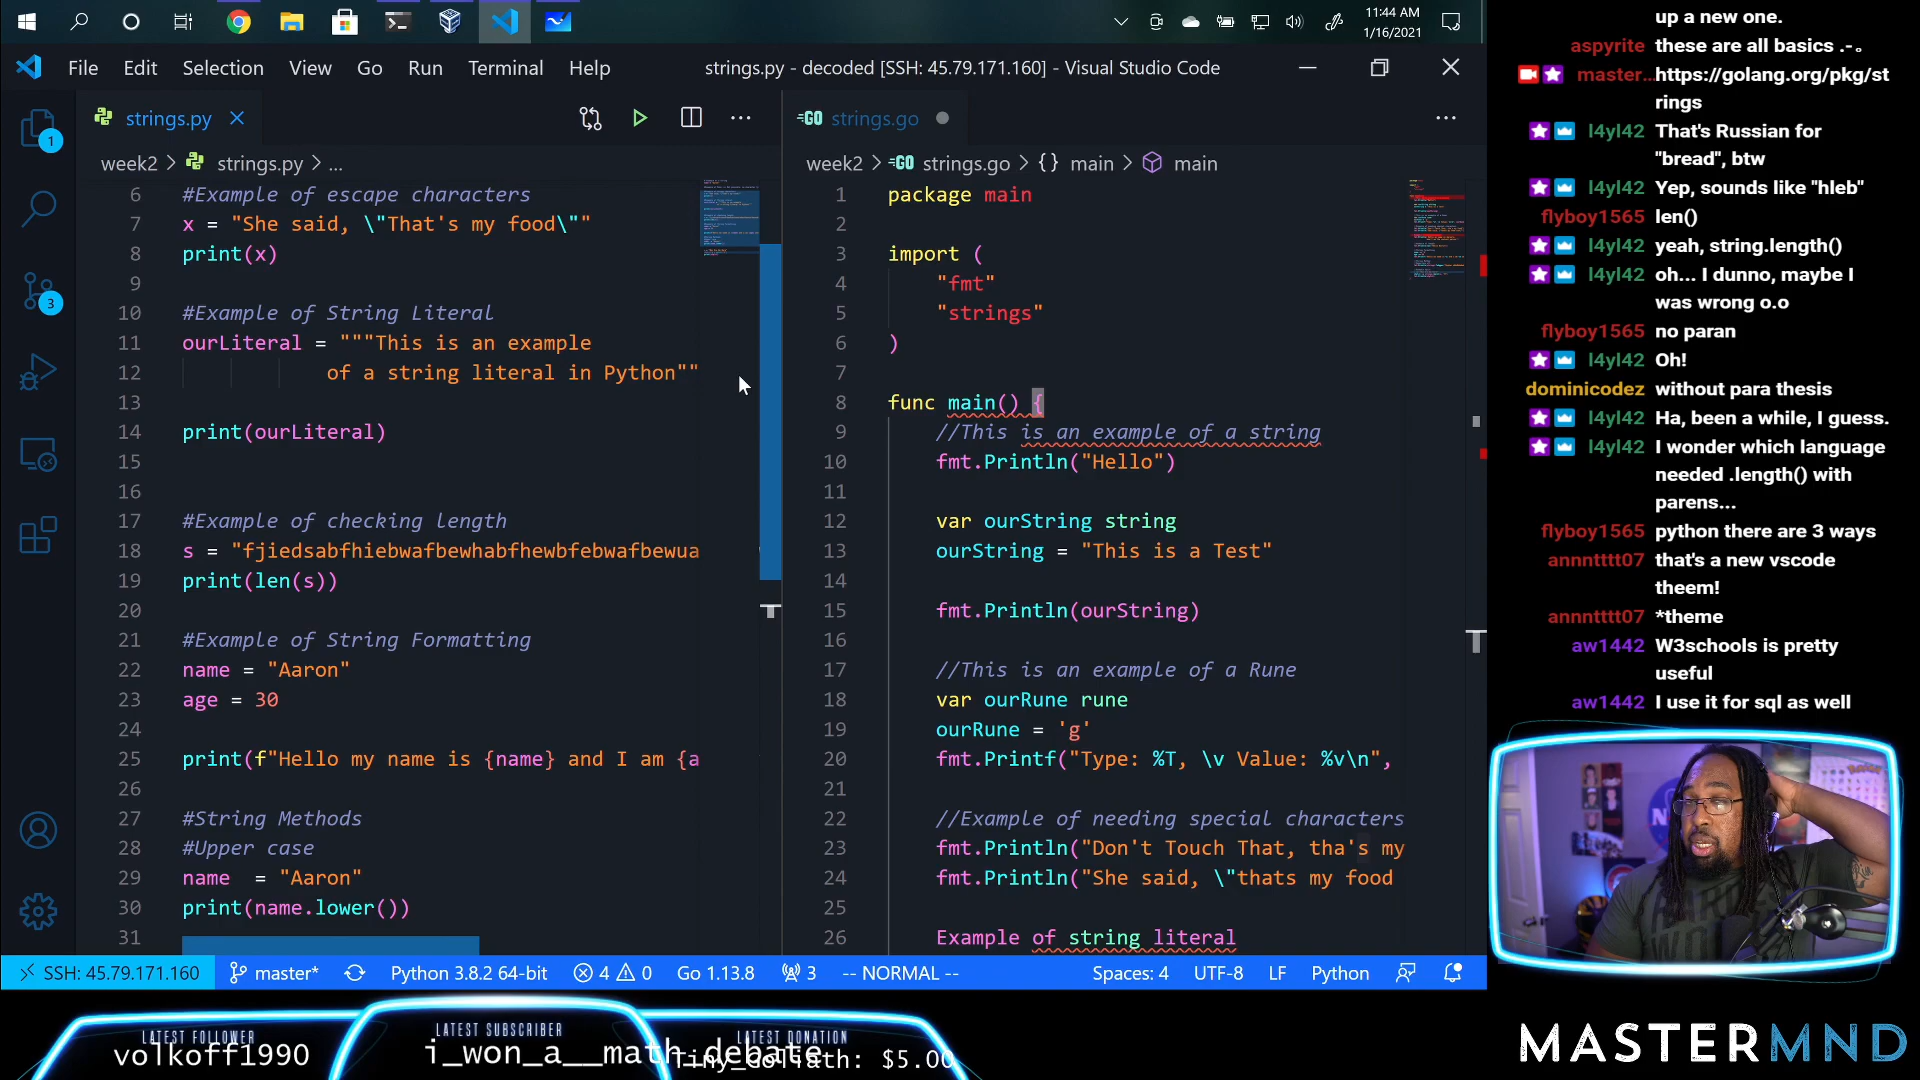 11:44 AM
1/16/2021
File Edit Selection View Go Run Terminal Help
strings.py - decoded [SSH: 45.79.171.160] - Visual Studio Code
strings.py
week2 > strings.py > ...
6 #Example of escape characters
7 x = "She said, \"That's my food\""
8 print(x)
9
10 #Example of String Literal
11 ourLiteral = """This is an example
12 of a string literal in Python""
13
14 print(ourLiteral)
15
16
17 #Example of checking length
18 s = "fjiedsabfhiebwafbewhabfhewbfebwafbewua
19 print(len(s))
20
21 #Example of String Formatting
22 name = "Aaron"
23 age = 30
24
25 print(f"Hello my name is {name} and I am {a
26
27 #String Methods
28 #Upper case
29 name  = "Aaron"
30 print(name.lower())
31
strings.go
week2 > strings.go > {} main > main
1 package main
2
3 import (
4 "fmt"
5 "strings"
6 )
7
8 func main() {
9 //This is an example of a string
10 fmt.Println("Hello")
11
12 var ourString string
13 ourString = "This is a Test"
14
15 fmt.Println(ourString)
16
17 //This is an example of a Rune
18 var ourRune rune
19 ourRune = 'g'
20 fmt.Printf("Type: %T, \v Value: %v\n",
21
22 //Example of needing special characters
23 fmt.Println("Don't Touch That, tha's my
24 fmt.Println("She said, \"thats my food
25
26 Example of string literal
1
3
SSH: 45.79.171.160 master* Python 3.8.2 64-bit 4 0 Go 1.13.8 3 -- NORMAL -- Spaces: 4 UTF-8 LF Python
up a new one.
aspyrite these are all basics .-。
master... https://golang.org/pkg/st
rings
l4yl42 That's Russian for
"bread", btw
l4yl42 Yep, sounds like "hleb"
flyboy1565 len()
l4yl42 yeah, string.length()
l4yl42 oh... I dunno, maybe I
was wrong o.o
flyboy1565 no paran
l4yl42 Oh!
dominicodez without para thesis
l4yl42 Ha, been a while, I guess.
l4yl42 I wonder which language
needed .length() with
parens...
flyboy1565 python there are 3 ways
annntttt07 that's a new vscode
theem!
annntttt07 *theme
aw1442 W3schools is pretty
useful
aw1442 I use it for sql as well
LATEST FOLLOWER
volkoff1990
LATEST SUBSCRIBER
i_won_a__math_debate
LATEST DONATION
Tiny_Goliath: $5.00
MASTERMND